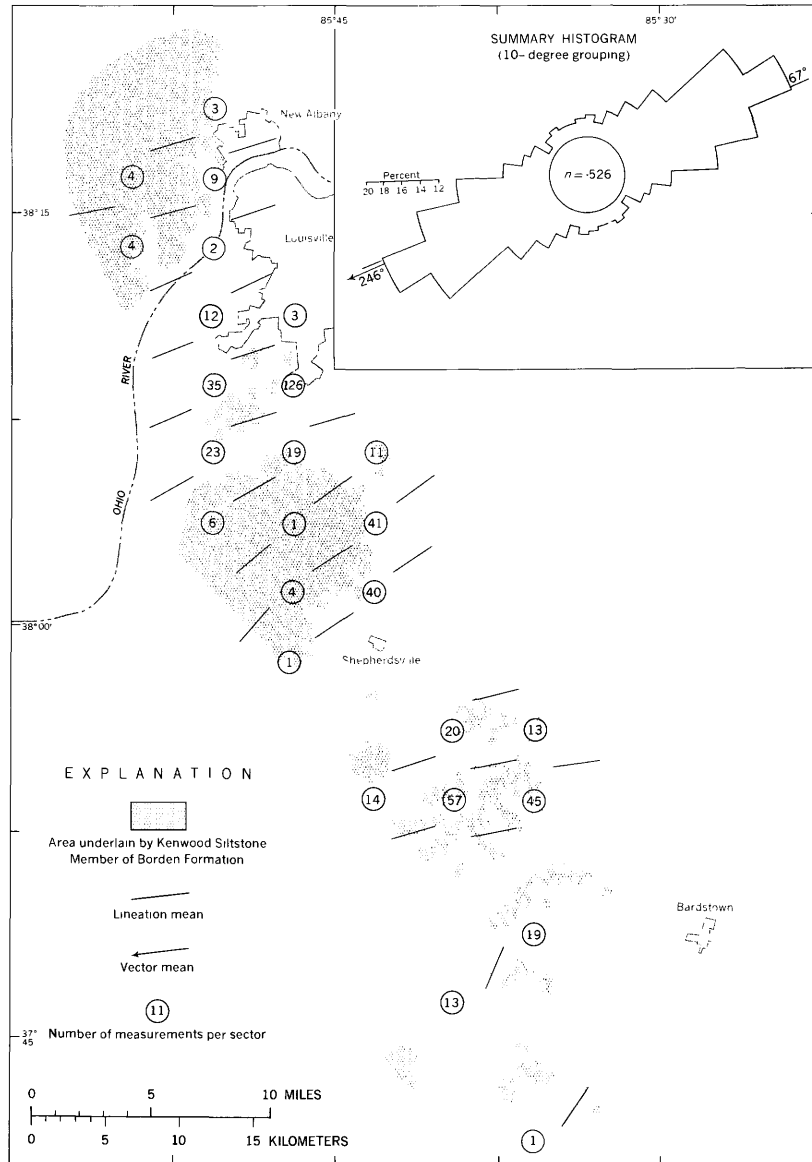 85°45
85°30'
SUMMARY HISTOGRAM
(10- degree grouping)
67°
3
New Albany
Percent
20 18 16 14 12
n = 526
4
9
38°15
Louisville
4
2
246°
12
3
RIVER
35
126
23
19
11
OHIO
6
1
41
4
40
38°00'
1
Shepherdsville
20
13
EXPLANATION
14
57
45
Area underlain by Kenwood Siltstone
Member of Borden Formation
Bardstown
Lineation mean
19
Vector mean
13
11
Number of measurements per sector
37°
45
0 5 10 MILES
0 5 10 15 KILOMETERS
1